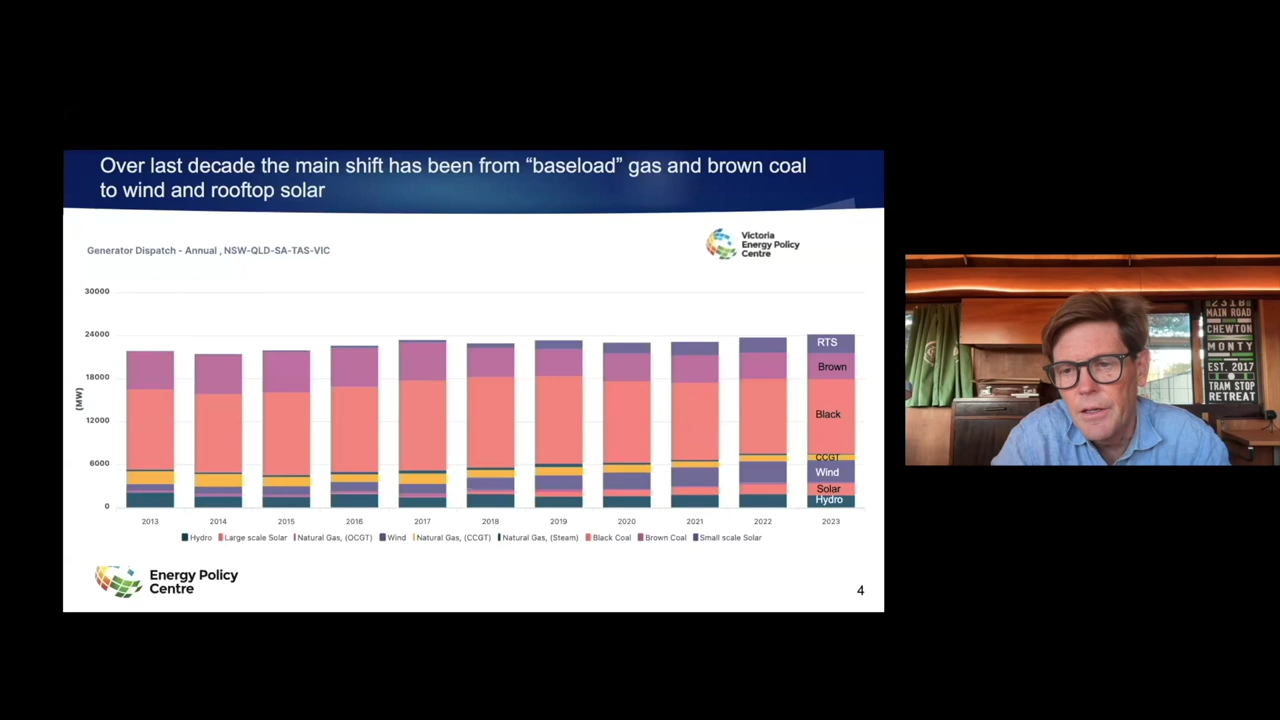 Over last decade the main shift has been from “baseload” gas and brown coal
to wind and rooftop solar
Generator Dispatch - Annual , NSW-QLD-SA-TAS-VIC
Victoria
Energy Policy
Centre
30000
24000
18000
12000
6000
0
(MW)
RTS
Brown
Black
CCGT
Wind
Solar
Hydro
2013 2014 2015 2016 2017 2018 2019 2020 2021 2022 2023
Hydro Large scale Solar Natural Gas, (OCGT) Wind Natural Gas, (CCGT) Natural Gas, (Steam) Black Coal Brown Coal Small scale Solar
Energy Policy
Centre
4
MAIN ROAD
CHEWTON
MONTY
EST. 2017
TRAM STOP
RETREAT